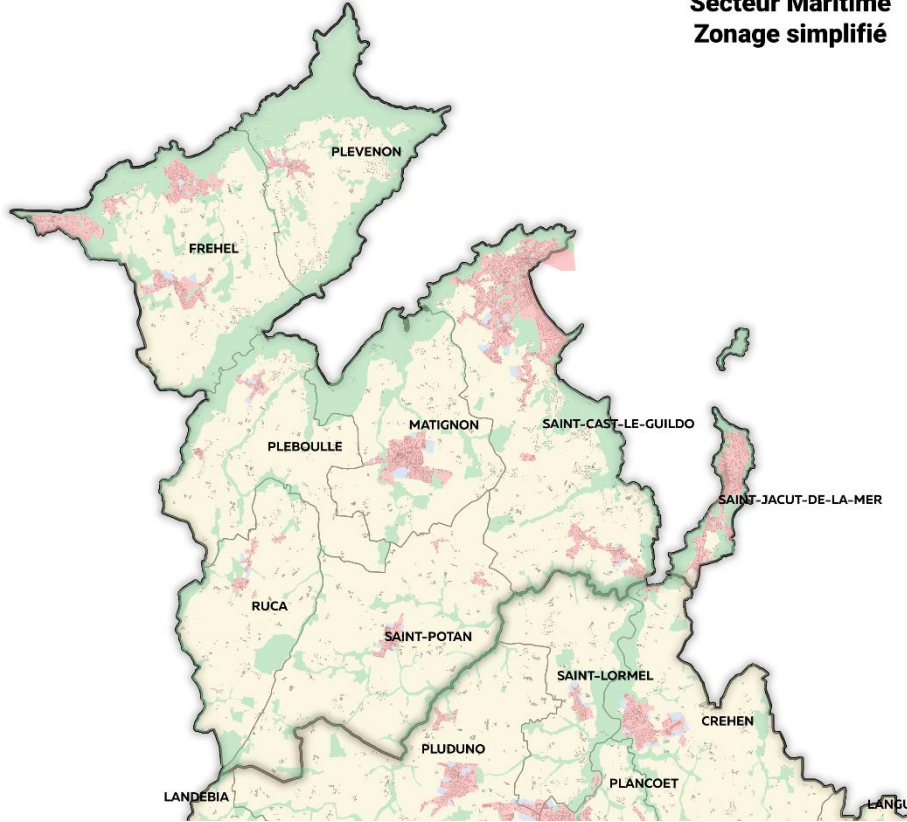 Secteur Maritime
Zonage simplifié
PLEVENON
FREHEL
MATIGNON
SAINT-CAST-LE-GUILDO
PLEBOULLE
SAINT-JACUT-DE-LA-MER
RUCA
SAINT-POTAN
SAINT-LORMEL
CREHEN
PLUDUNO
PLANCOET
LANDEBIA
LANGU